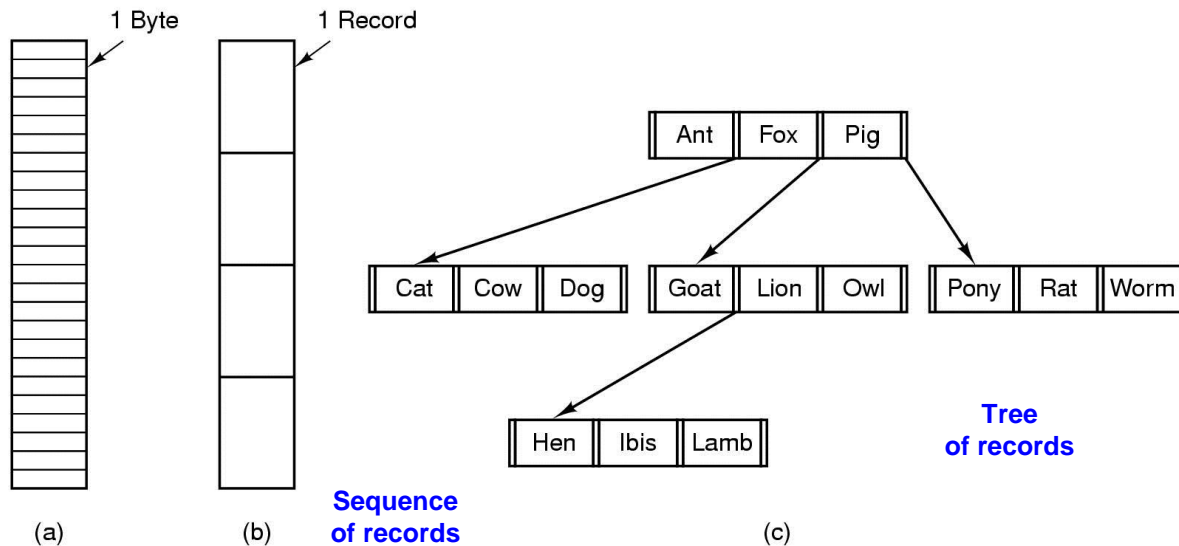 1 Byte
1 Record
Ant Fox Pig
Cat Cow Dog
Goat Lion Owl
Pony Rat Worm
Hen Ibis Lamb
Tree
of records
Sequence
of records
(a)
(b)
(c)